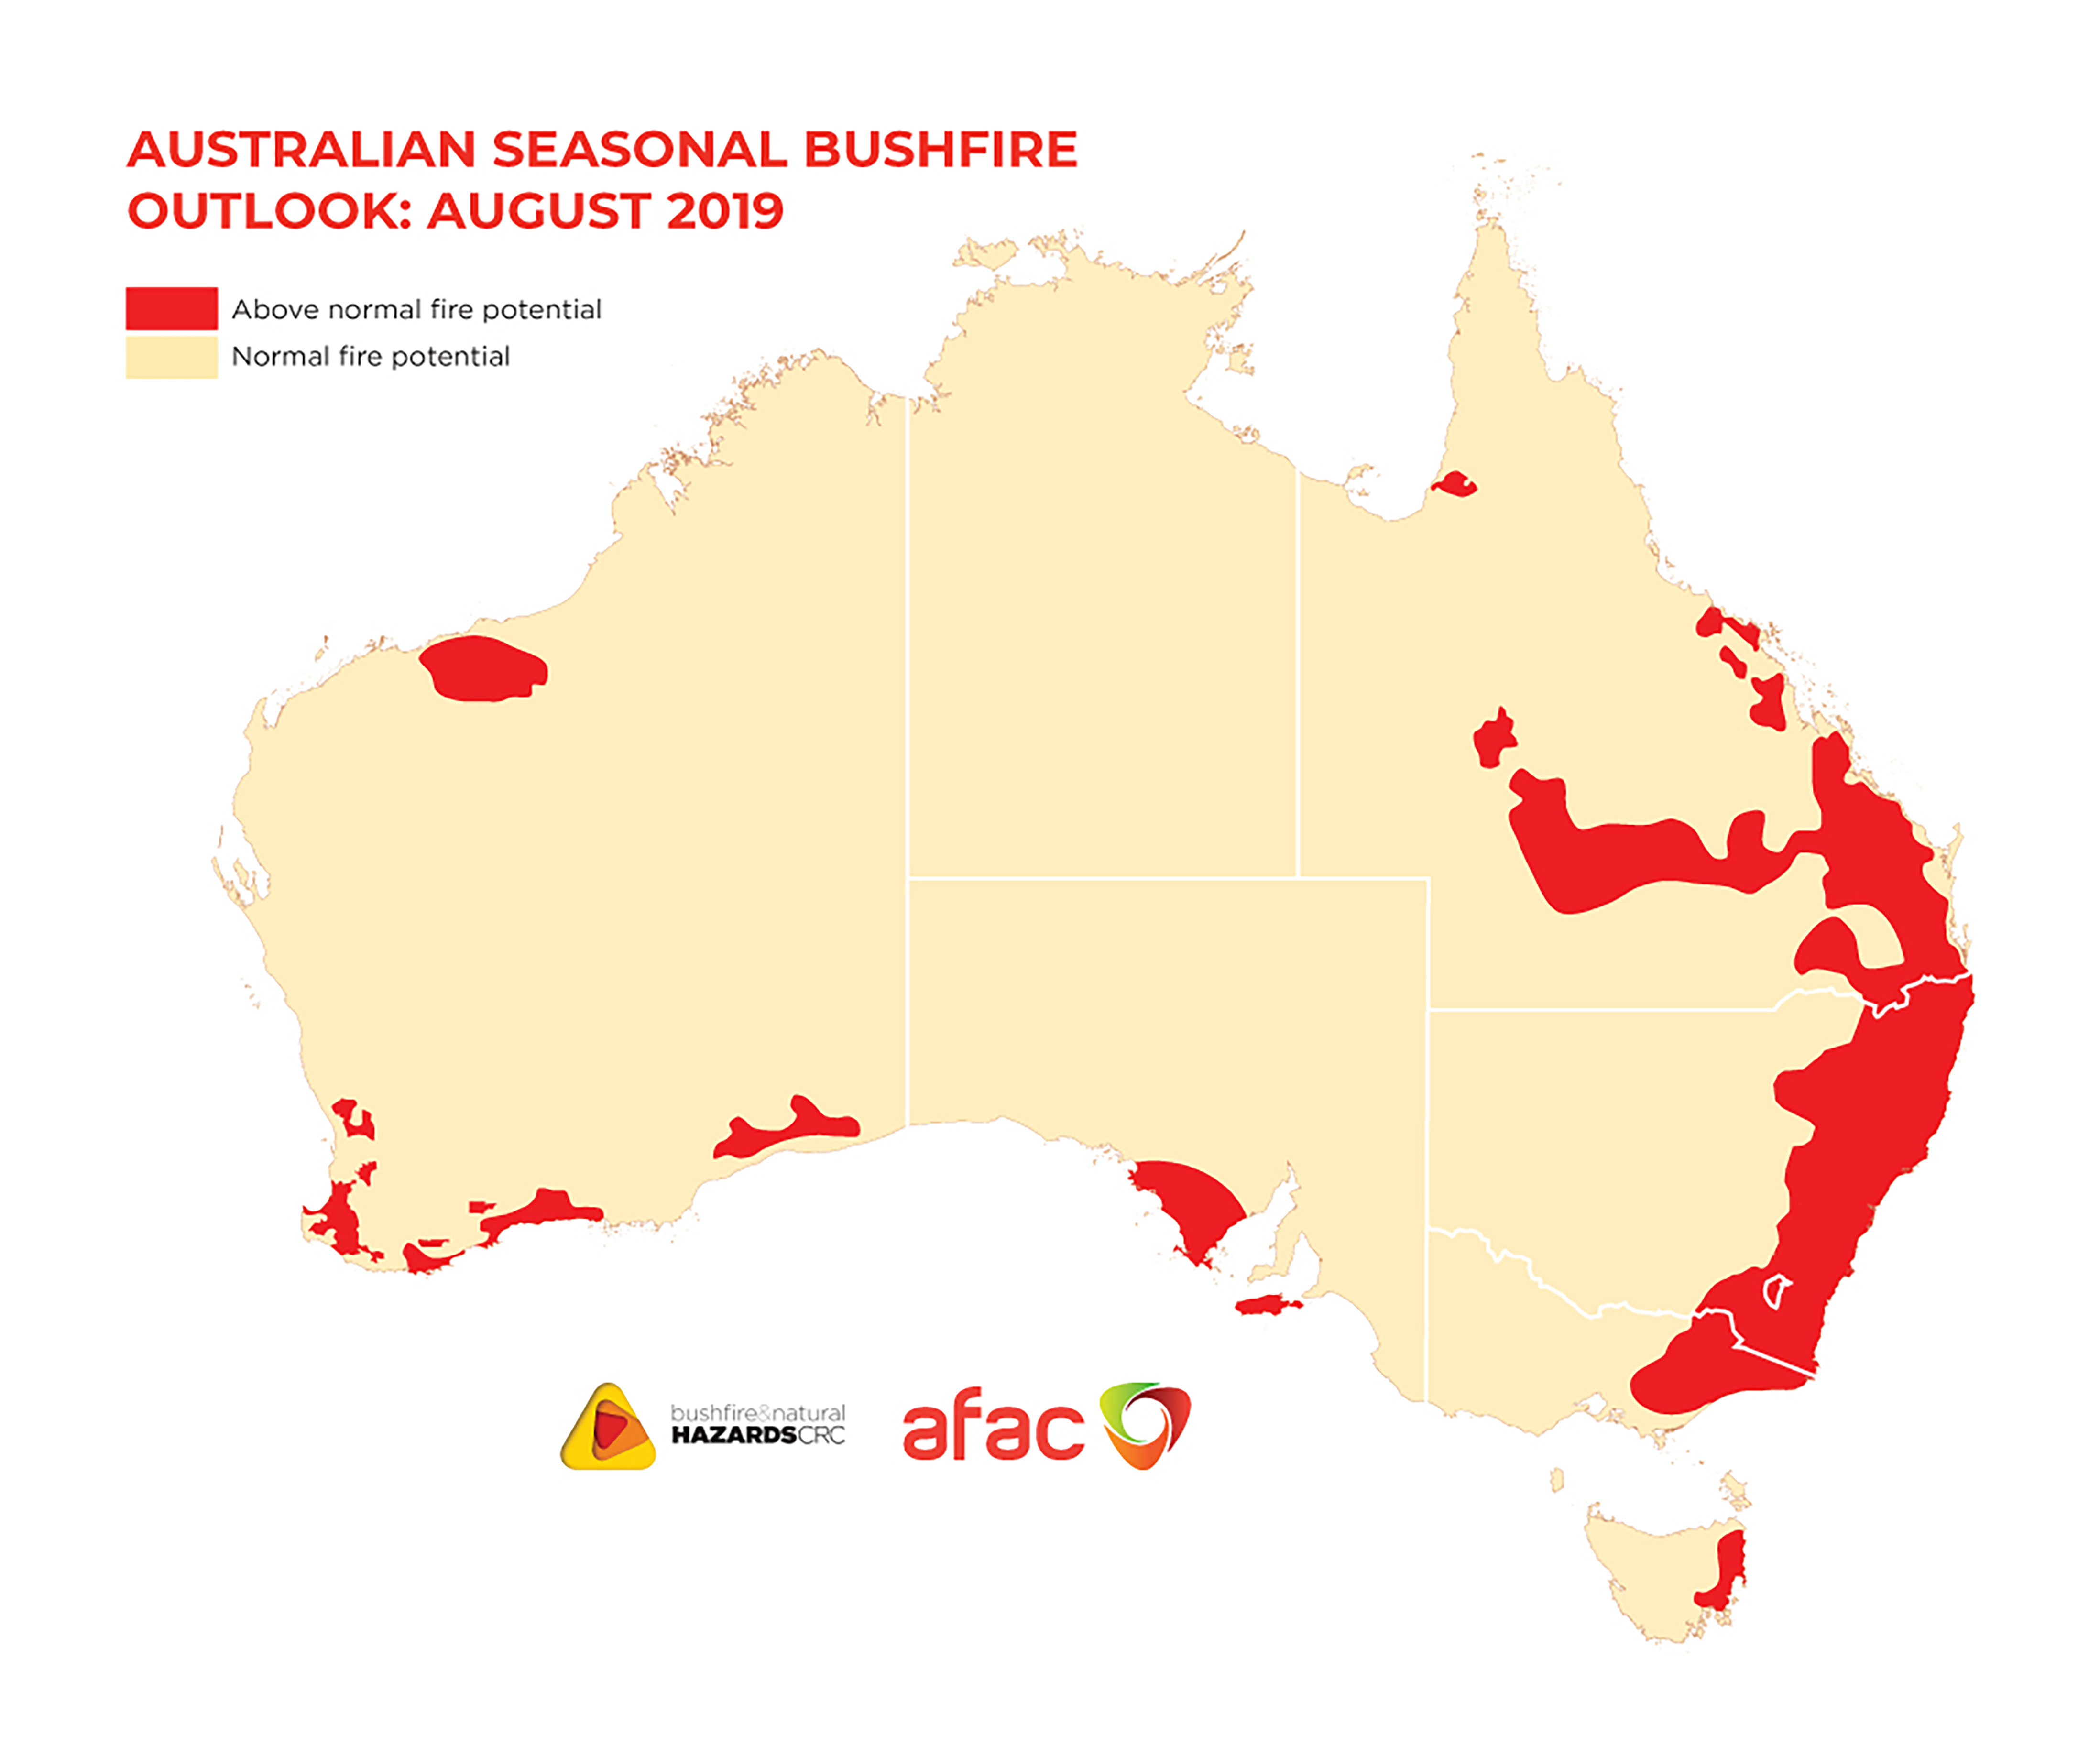 AUSTRALIAN SEASONAL BUSHFIRE
OUTLOOK: AUGUST 2019
Above normal fire potential
Normal fire potential
bushfire&natural
HAZARDSCRC
afac